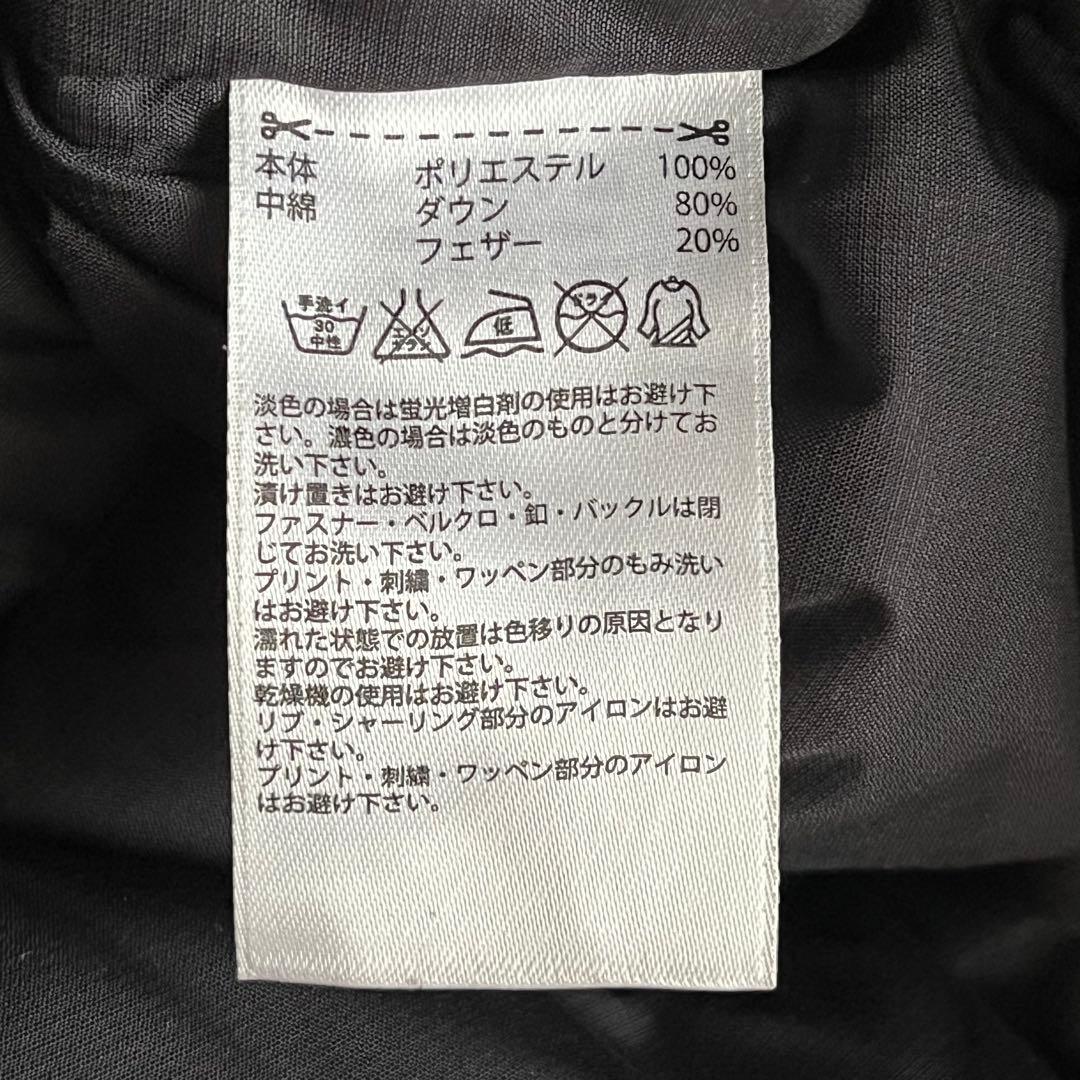 本体 ポリエステル 100%
中綿 ダウン 80%
フェザー 20%
手洗イ
30
中性
エンソ
サラシ
低
ドライ
淡色の場合は蛍光増白剤の使用はお避け下
さい。濃色の場合は淡色のものと分けてお
洗い下さい。
漬け置きはお避け下さい。
ファスナー・ベルクロ・釦・バックルは閉
じてお洗い下さい。
プリント・刺繍・ワッペン部分のもみ洗い
はお避け下さい。
濡れた状態での放置は色移りの原因となり
ますのでお避け下さい。
乾燥機の使用はお避け下さい。
リブ・シャーリング部分のアイロンはお避
け下さい。
プリント・刺繍・ワッペン部分のアイロン
はお避け下さい。